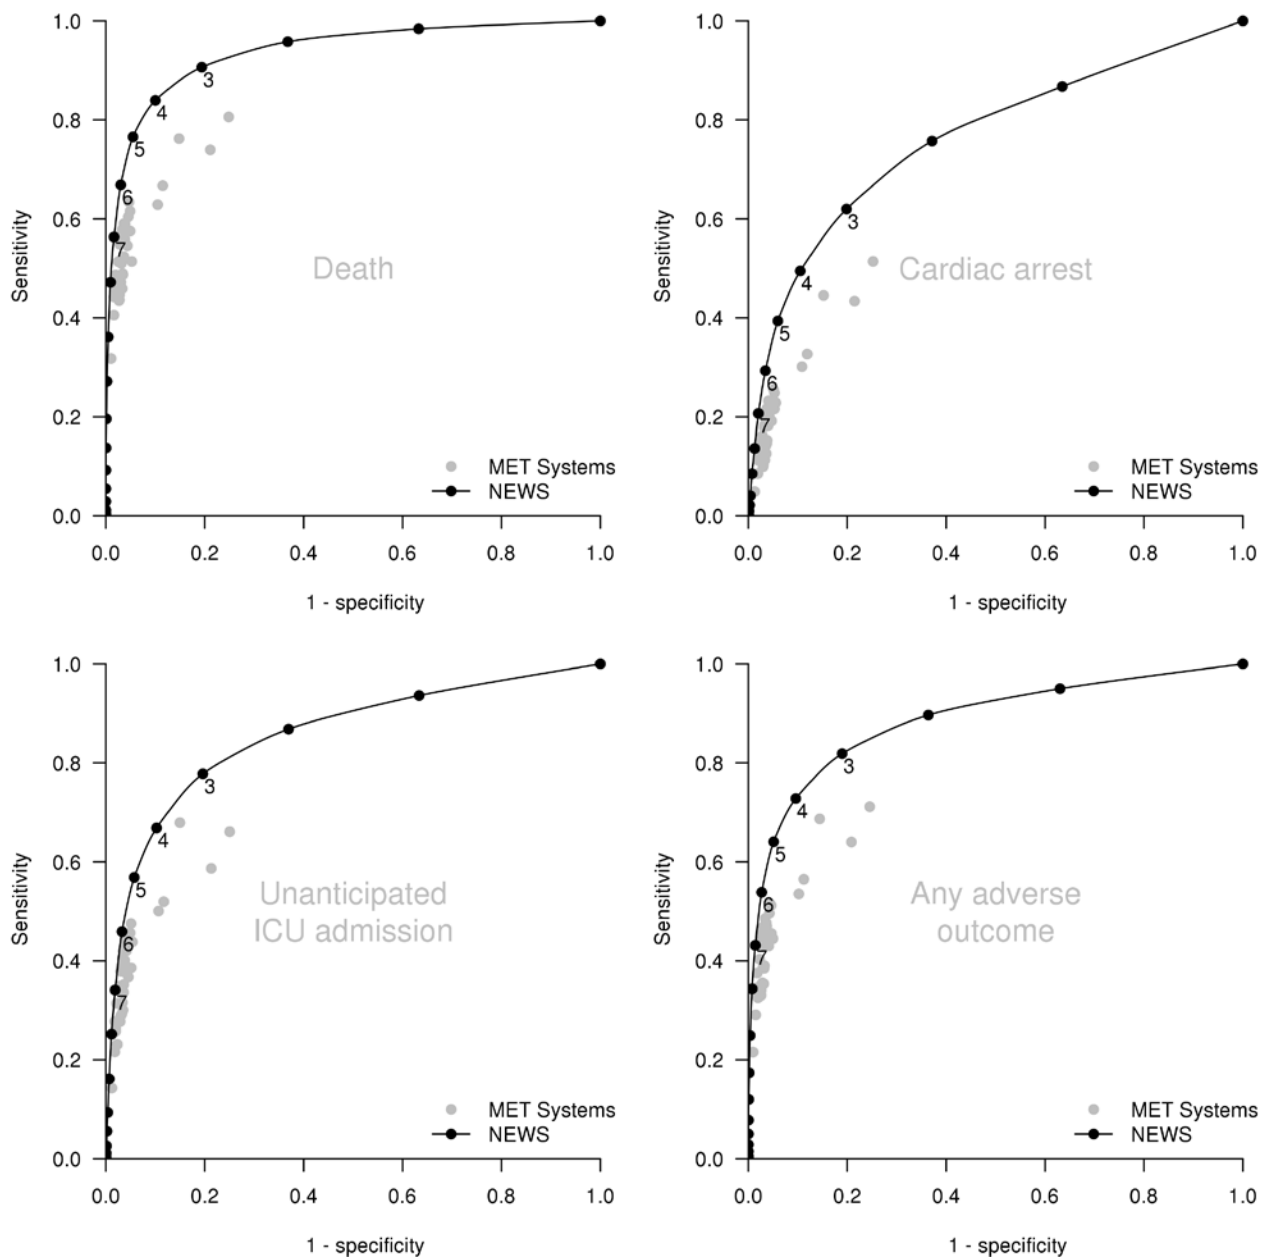 1.0
0.8
0.6
0.4
0.2
0.0
Sensitivity
3
4
5
6
7
Death
MET Systems
NEWS
0.0 0.2 0.4 0.6 0.8 1.0
1 - specificity
1.0
0.8
0.6
0.4
0.2
0.0
Sensitivity
3
4
5
6
7
Cardiac arrest
MET Systems
NEWS
0.0 0.2 0.4 0.6 0.8 1.0
1 - specificity
1.0
0.8
0.6
0.4
0.2
0.0
Sensitivity
3
4
5
6
7
Unanticipated
ICU admission
MET Systems
NEWS
0.0 0.2 0.4 0.6 0.8 1.0
1 - specificity
1.0
0.8
0.6
0.4
0.2
0.0
Sensitivity
3
4
5
6
7
Any adverse
outcome
MET Systems
NEWS
0.0 0.2 0.4 0.6 0.8 1.0
1 - specificity